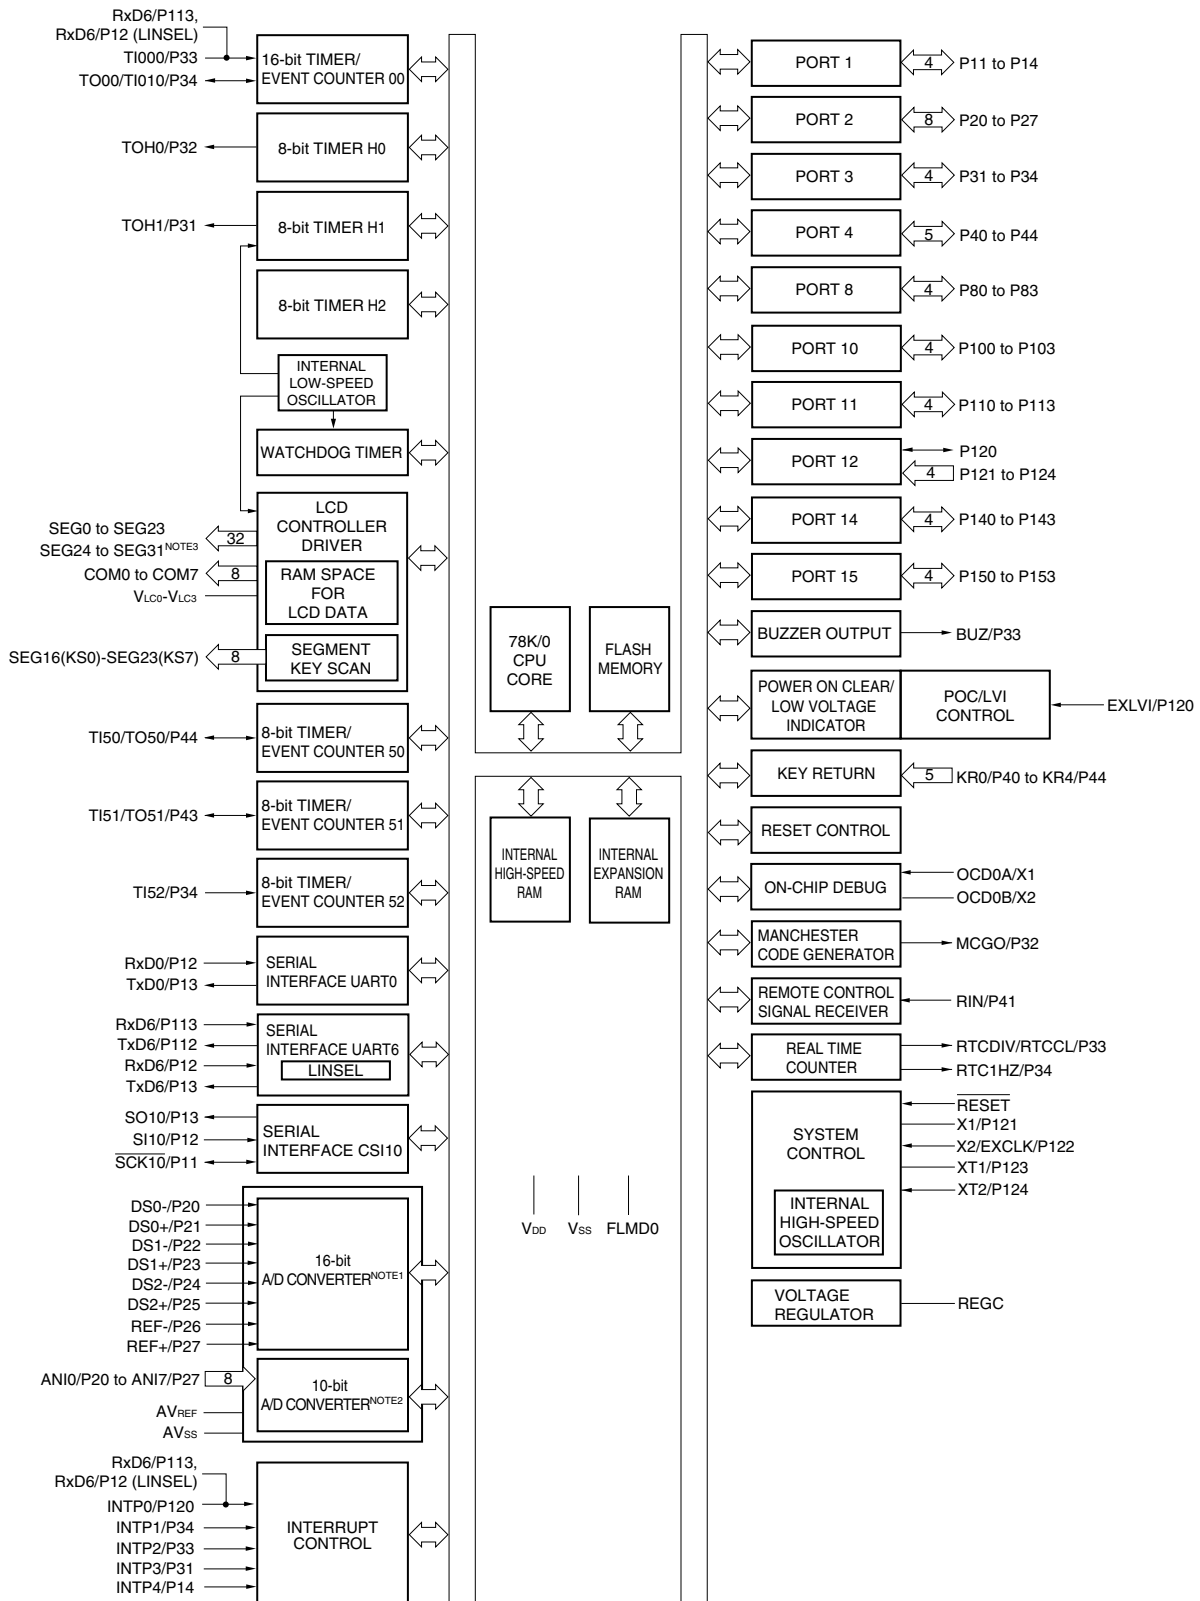 RxD6/P113,
RxD6/P12 (LINSEL)
TI000/P33
TO00/TI010/P34
16-bit TIMER/
EVENT COUNTER 00
TOH0/P32
8-bit TIMER H0
TOH1/P31
8-bit TIMER H1
8-bit TIMER H2
INTERNAL
LOW-SPEED
OSCILLATOR
WATCHDOG TIMER
LCD
CONTROLLER
DRIVER
SEG0 to SEG23
SEG24 to SEG31NOTE3
32
COM0 to COM7
8
VLC0-VLC3
RAM SPACE
FOR
LCD DATA
SEG16(KS0)-SEG23(KS7)
8
SEGMENT
KEY SCAN
TI50/TO50/P44
8-bit TIMER/
EVENT COUNTER 50
TI51/TO51/P43
8-bit TIMER/
EVENT COUNTER 51
TI52/P34
8-bit TIMER/
EVENT COUNTER 52
RxD0/P12
TxD0/P13
SERIAL
INTERFACE UART0
RxD6/P113
TxD6/P112
RxD6/P12
TxD6/P13
SERIAL
INTERFACE UART6
LINSEL
SO10/P13
SI10/P12
SCK10/P11
SERIAL
INTERFACE CSI10
DS0-/P20
DS0+/P21
DS1-/P22
DS1+/P23
DS2-/P24
DS2+/P25
REF-/P26
REF+/P27
16-bit
A/D CONVERTERNOTE1
ANI0/P20 to ANI7/P27
8
10-bit
A/D CONVERTERNOTE2
AVREF
AVSS
RxD6/P113,
RxD6/P12 (LINSEL)
INTP0/P120
INTP1/P34
INTP2/P33
INTP3/P31
INTP4/P14
INTERRUPT
CONTROL
78K/0
CPU
CORE
FLASH
MEMORY
INTERNAL
HIGH-SPEED
RAM
INTERNAL
EXPANSION
RAM
VDD
VSS
FLMD0
PORT 1
4
P11 to P14
PORT 2
8
P20 to P27
PORT 3
4
P31 to P34
PORT 4
5
P40 to P44
PORT 8
4
P80 to P83
PORT 10
4
P100 to P103
PORT 11
4
P110 to P113
PORT 12
P120
4
P121 to P124
PORT 14
4
P140 to P143
PORT 15
4
P150 to P153
BUZZER OUTPUT
BUZ/P33
POWER ON CLEAR/
LOW VOLTAGE
INDICATOR
POC/LVI
CONTROL
EXLVI/P120
KEY RETURN
5
KR0/P40 to KR4/P44
RESET CONTROL
ON-CHIP DEBUG
OCD0A/X1
OCD0B/X2
MANCHESTER
CODE GENERATOR
MCGO/P32
REMOTE CONTROL
SIGNAL RECEIVER
RIN/P41
REAL TIME
COUNTER
RTCDIV/RTCCL/P33
RTC1HZ/P34
SYSTEM
CONTROL
RESET
X1/P121
X2/EXCLK/P122
XT1/P123
XT2/P124
INTERNAL
HIGH-SPEED
OSCILLATOR
VOLTAGE
REGULATOR
REGC